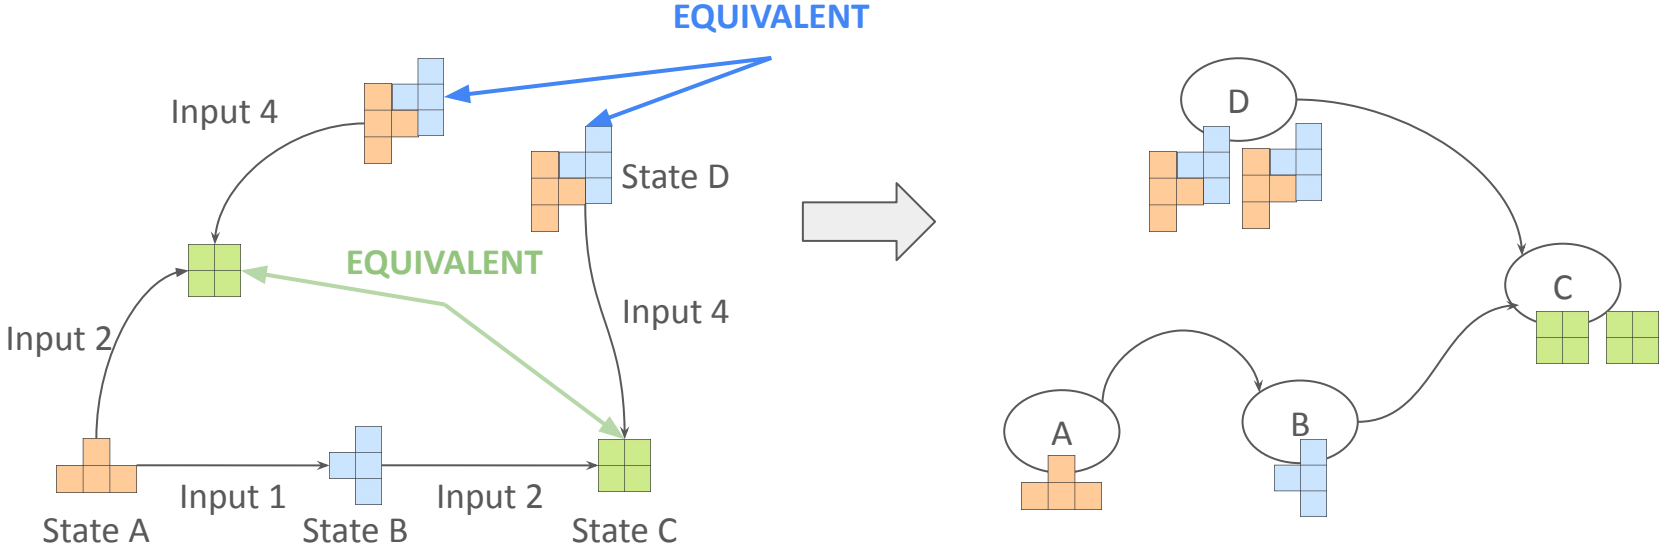 EQUIVALENT
Input 4
State D
EQUIVALENT
Input 4
Input 2
Input 1
Input 2
State A
State B
State C
D
C
A
B